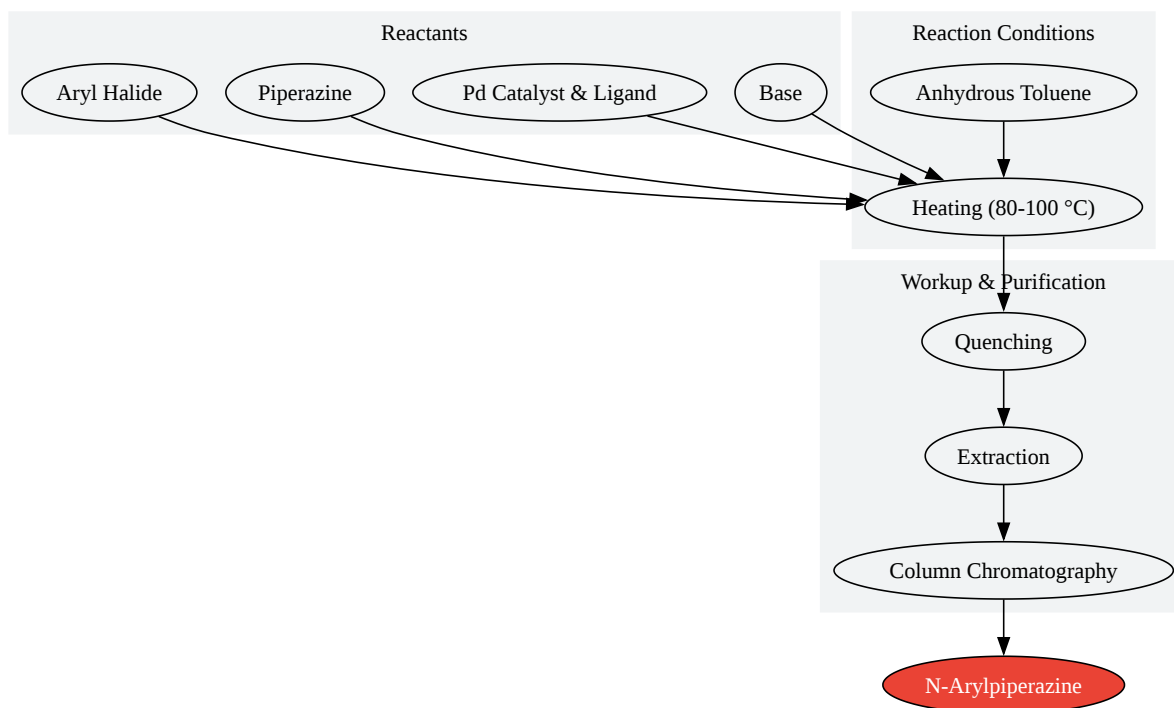 Reactants
Reaction Conditions
Aryl Halide
Piperazine
Pd Catalyst & Ligand
Base
Anhydrous Toluene
Heating (80-100 °C)
Workup & Purification
Quenching
Extraction
Column Chromatography
N-Arylpiperazine